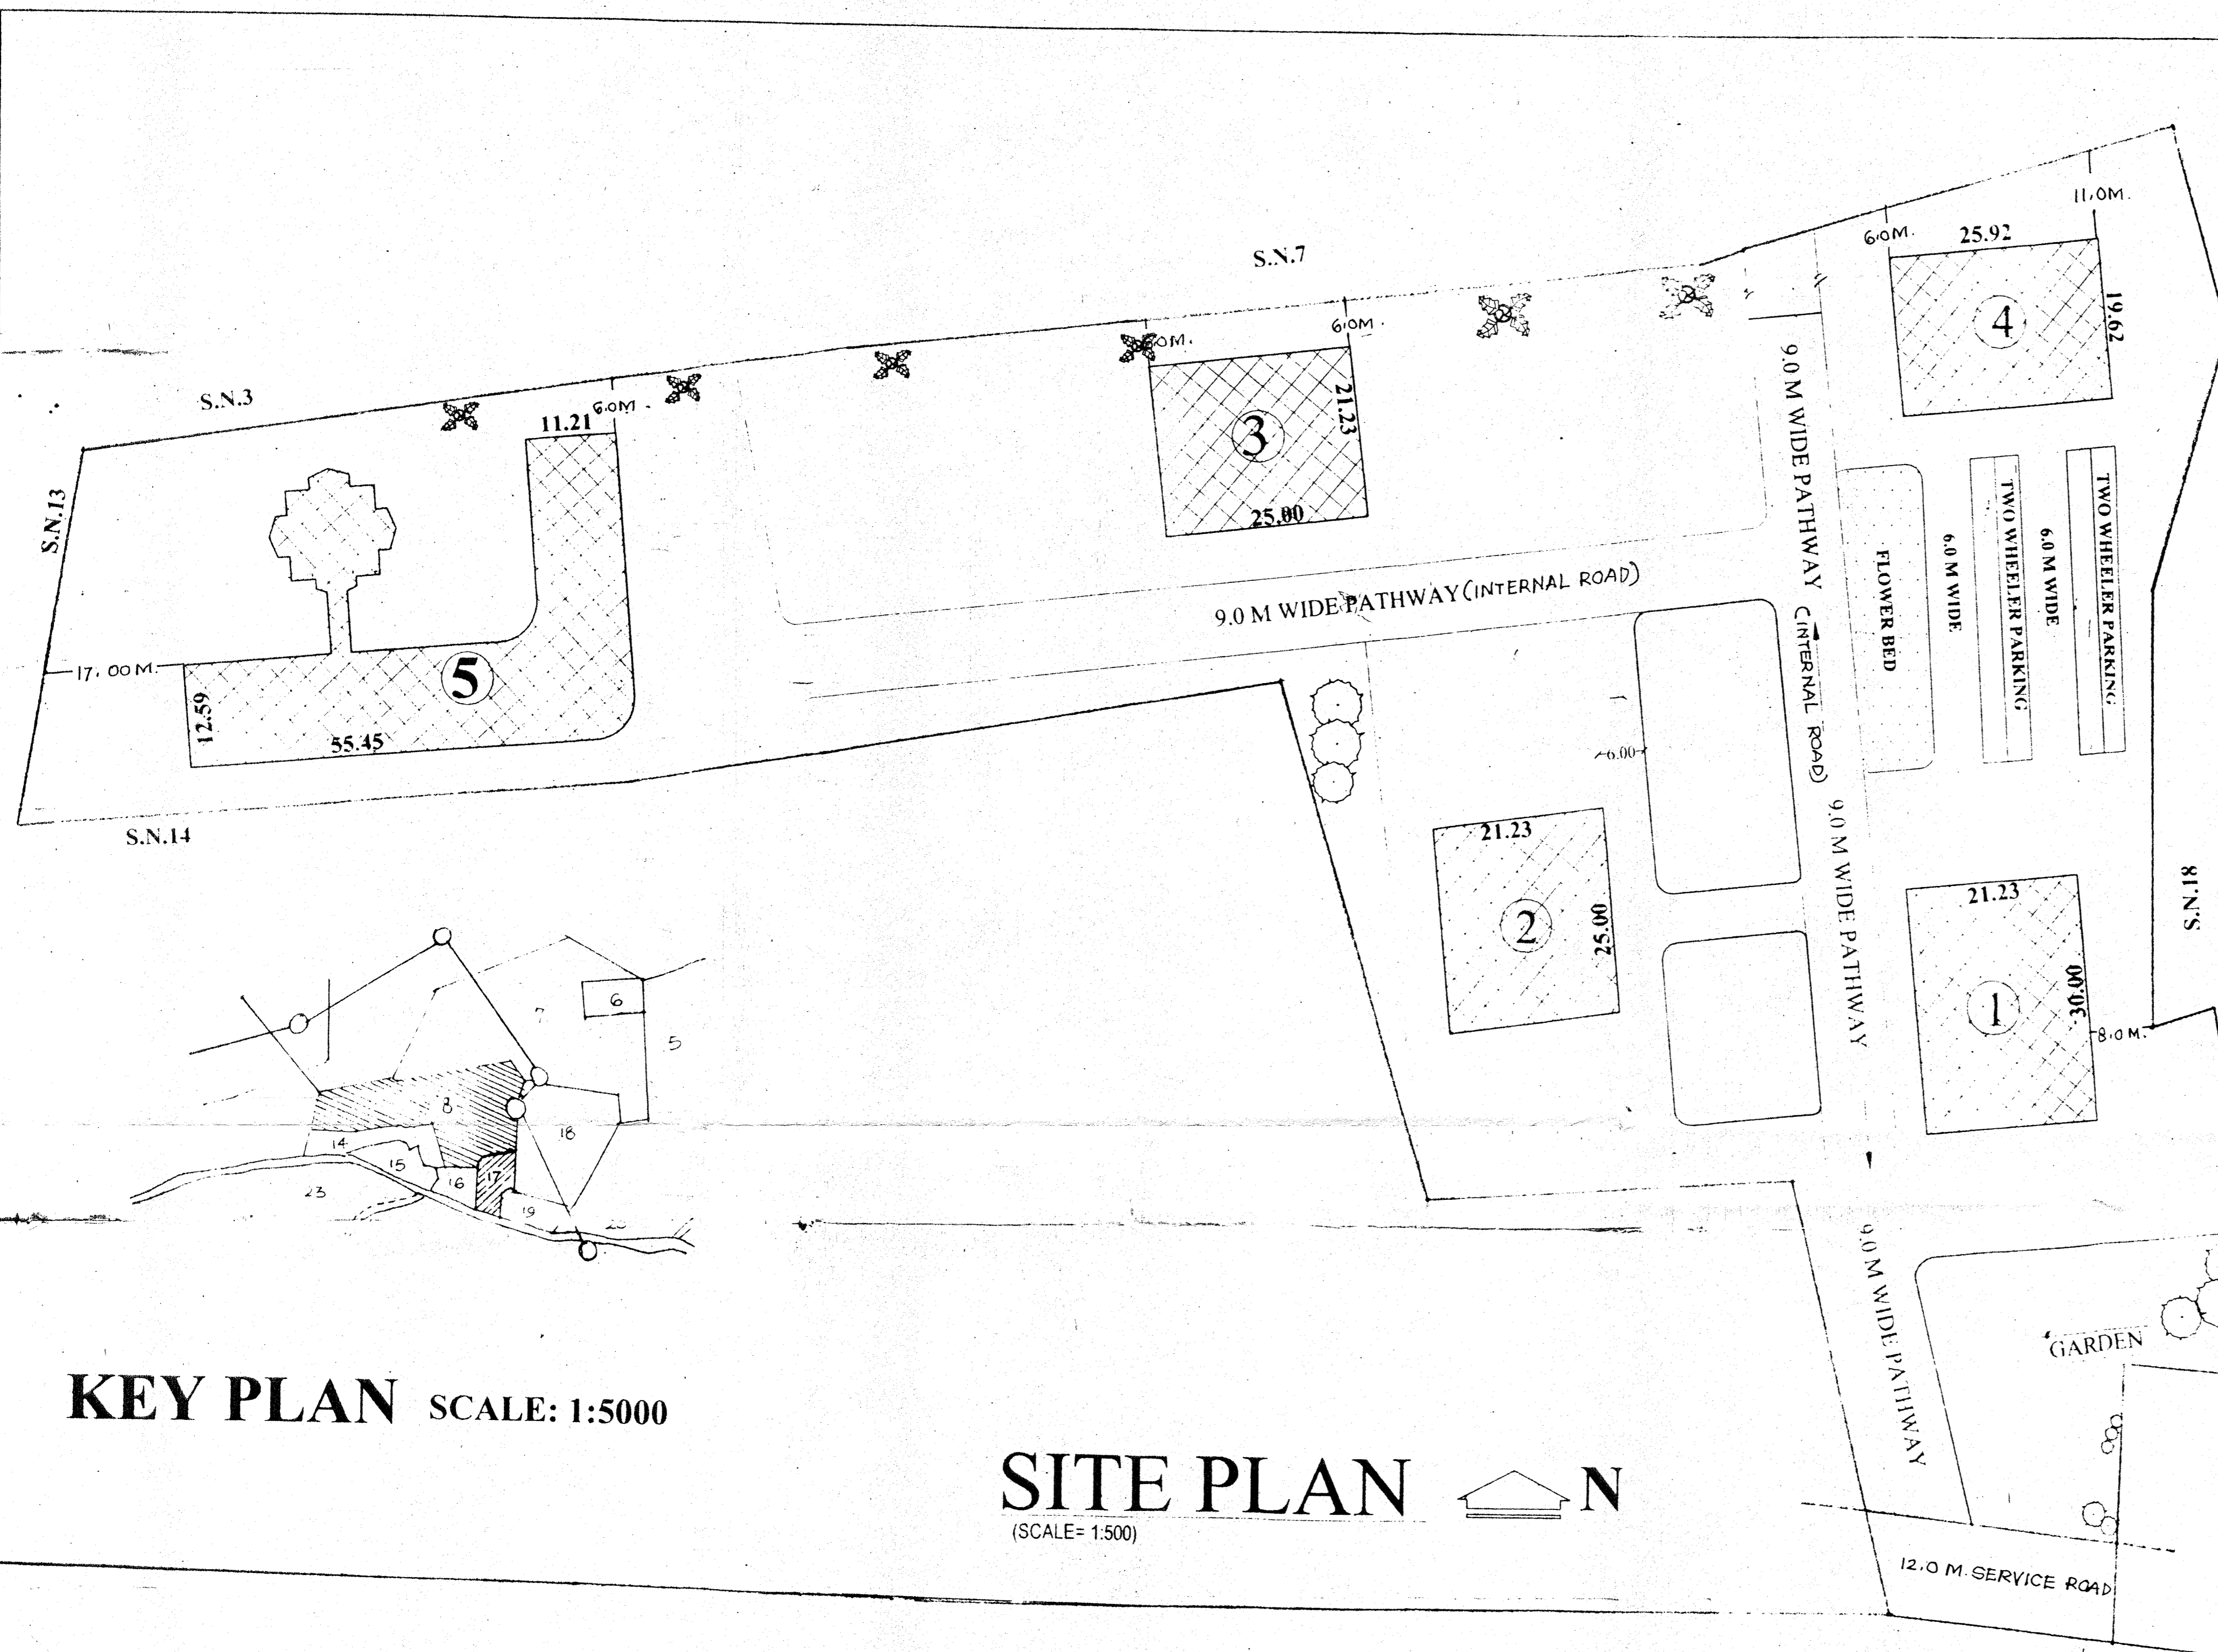 11.0M.
6.0M.
25.92
S.N.7
19.62
4
6.0M.
S.N.3
9.0 M WIDE PATHWAY (INTERNAL ROAD)
21.23
6.0M.
11.21
3
S.N.13
25.00
TWO WHEELER PARKING
6.0 M WIDE
TWO WHEELER PARKING
6.0 M WIDE
FLOWER BED
9.0 M WIDE PATHWAY (INTERNAL ROAD)
17.00M.
5
12.59
55.45
6.00
S.N.14
21.23
9.0 M WIDE PATHWAY
2
25.00
21.23
S.N.18
1
30.00
8.0M.
6
7
5
8
18
14
15
17
16
23
19
9.0 M WIDE PATHWAY
GARDEN
KEY PLAN SCALE: 1:5000
SITE PLAN N
(SCALE= 1:500)
12.0 M. SERVICE ROAD